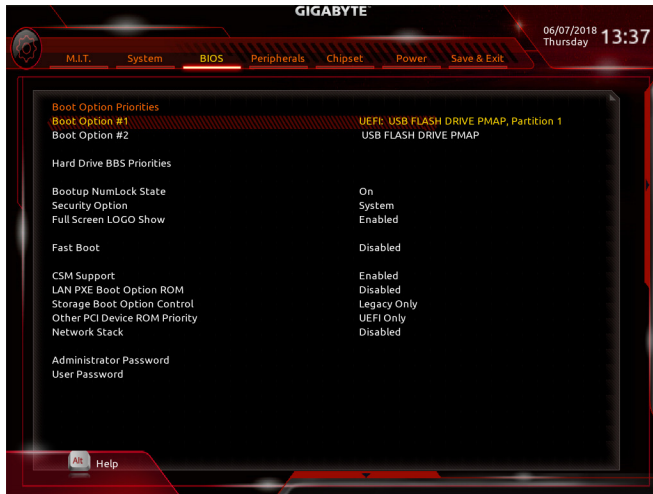 GIGABYTE
06/07/2018 Thursday 13:37
M.I.T. System BIOS Peripherals Chipset Power Save & Exit
Boot Option Priorities
Boot Option #1 UEFI: USB FLASH DRIVE PMAP, Partition 1
Boot Option #2 USB FLASH DRIVE PMAP
Hard Drive BBS Priorities
Bootup NumLock State On
Security Option System
Full Screen LOGO Show Enabled
Fast Boot Disabled
CSM Support Enabled
LAN PXE Boot Option ROM Disabled
Storage Boot Option Control Legacy Only
Other PCI Device ROM Priority UEFI Only
Network Stack Disabled
Administrator Password
User Password
Alt Help